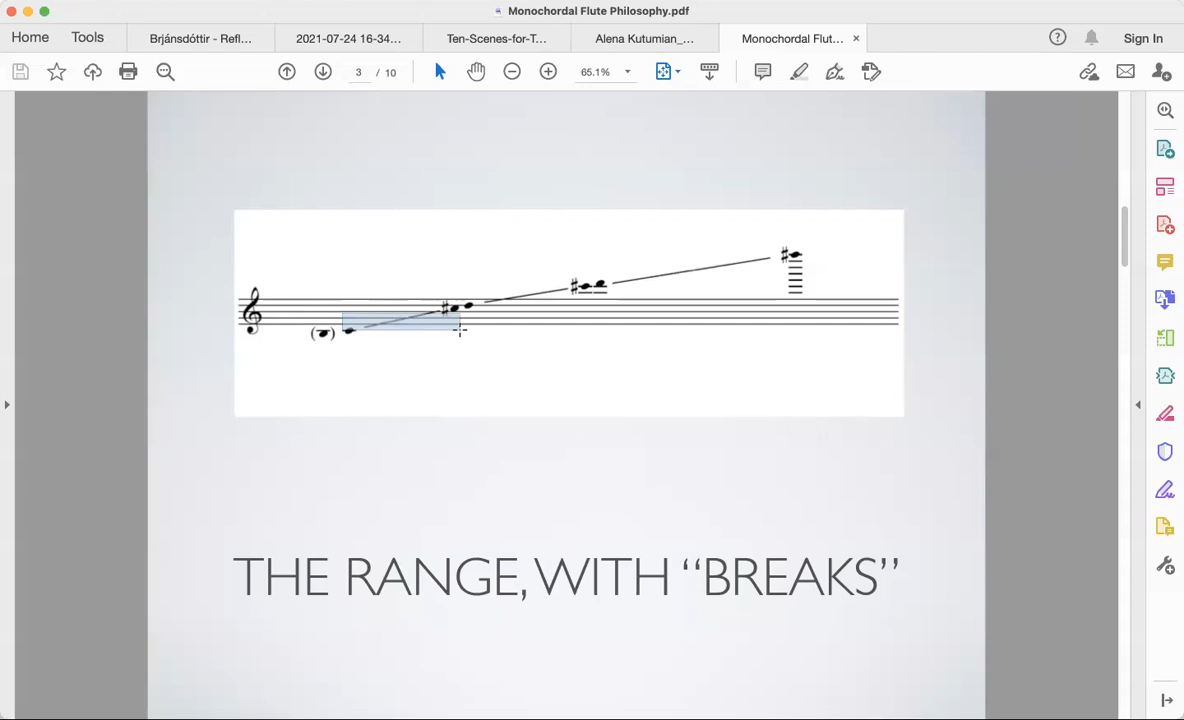 Monochordal Flute Philosophy.pdf
Home Tools Brjánsdóttir - Refl... 2021-07-24 16-34... Ten-Scenes-for-T... Alena Kutumian_... Monochordal Flut... × Sign In
3 / 10 65.1%
THE RANGE, WITH “BREAKS”